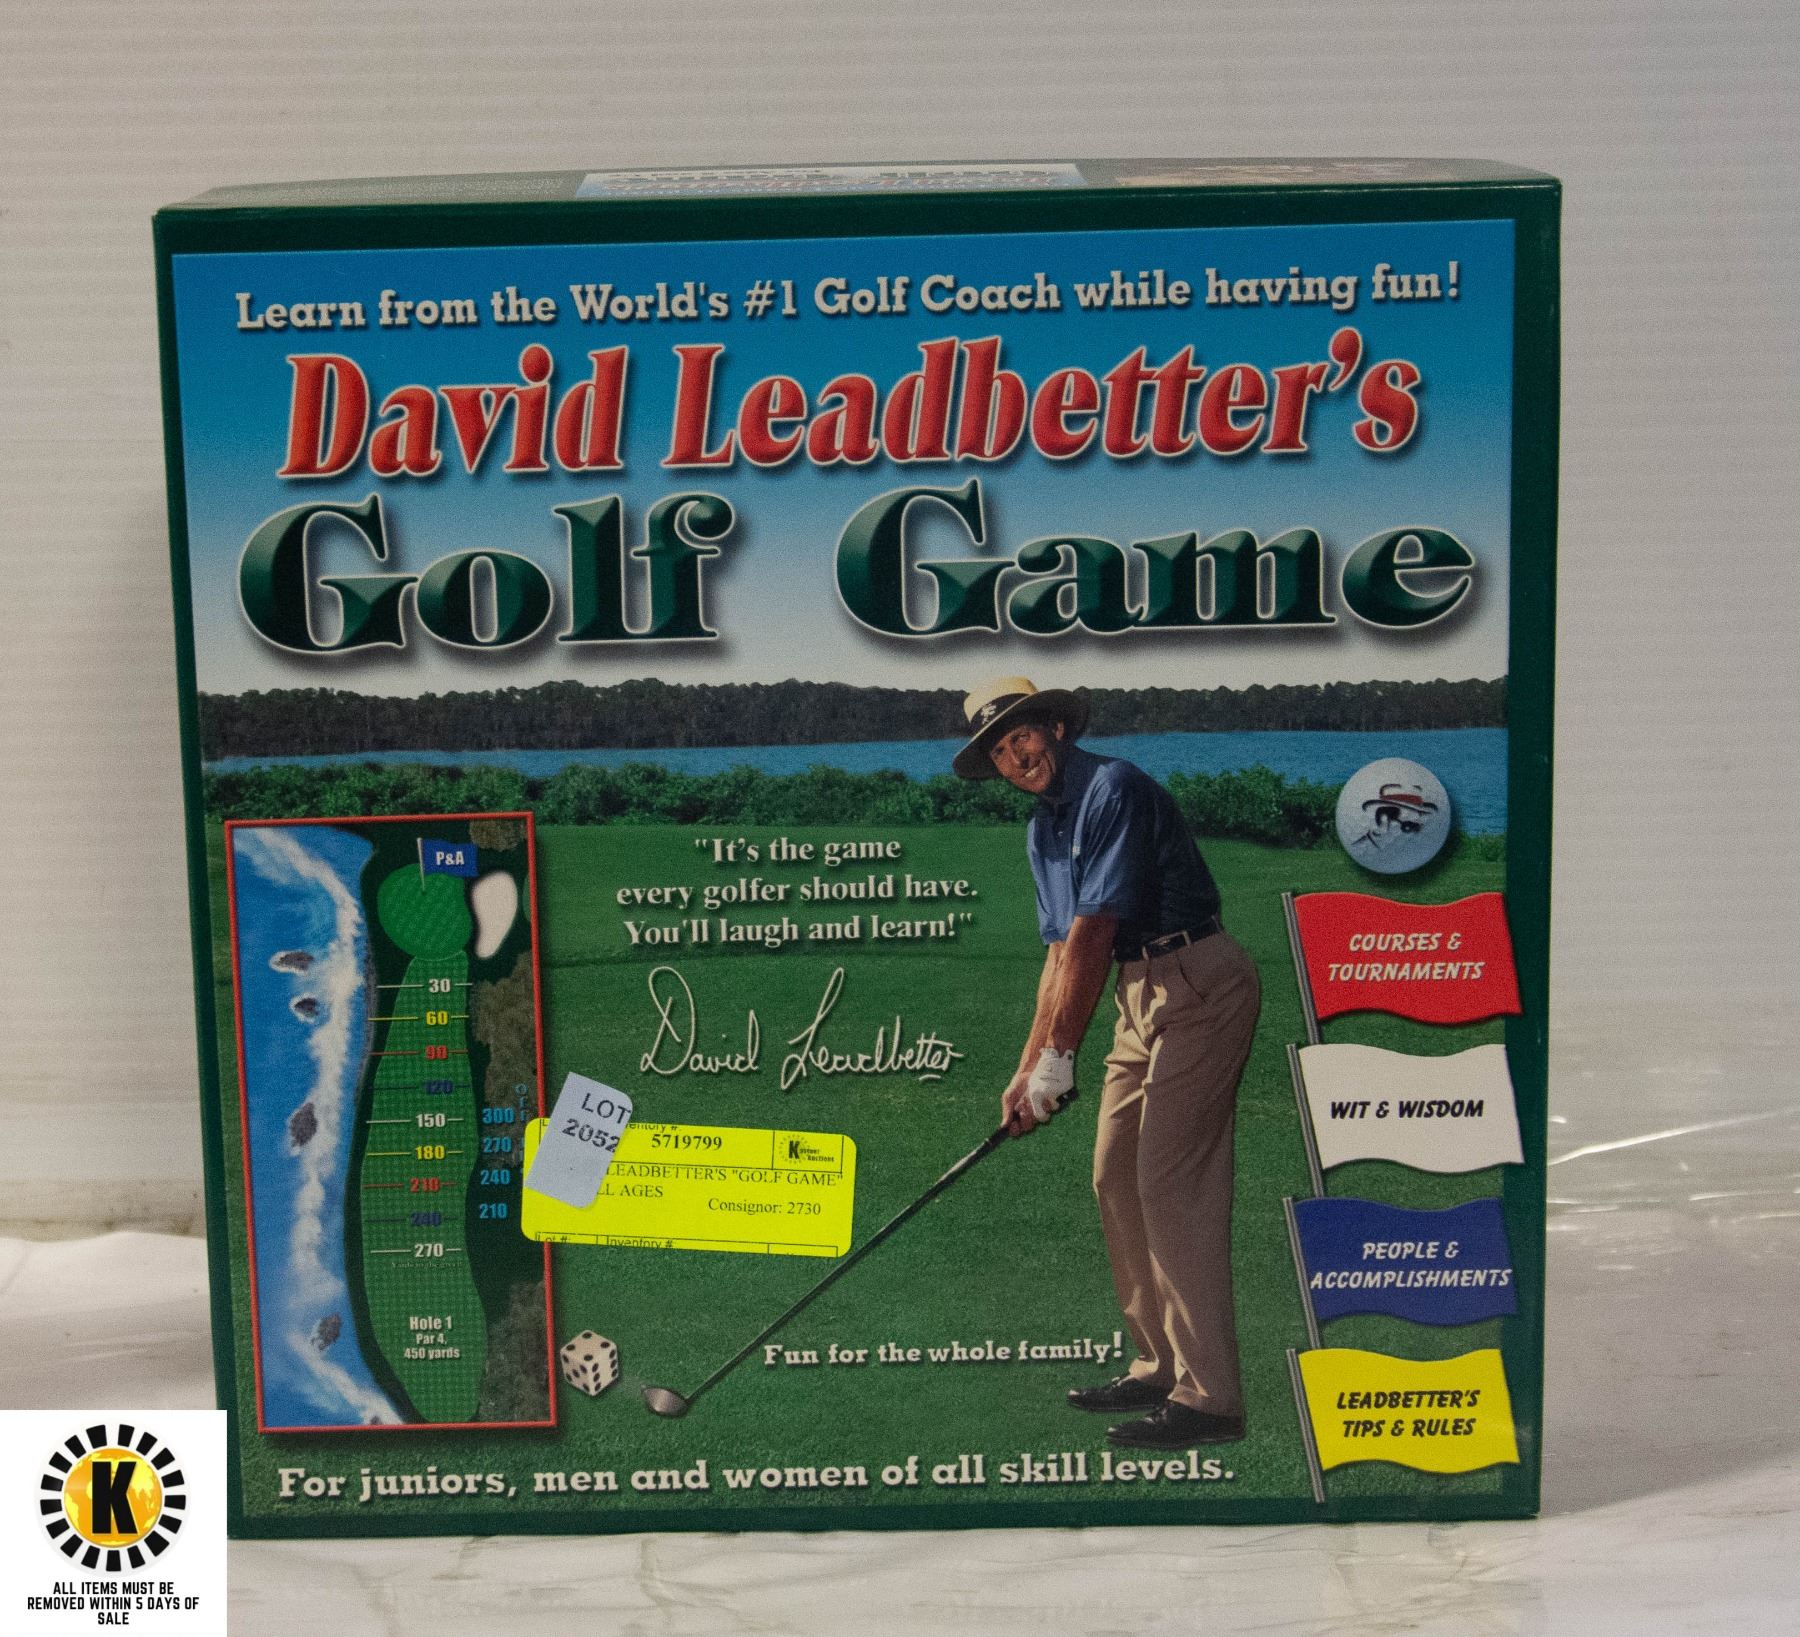 Learn from the World's #1 Golf Coach while having fun!
David Leadbetter's
Golf Game
"It's the game
every golfer should have.
You'll laugh and learn!"
David Leadbetter
P&A
30
60
90
120
150
180
210
240
270
300
270
240
210
Hole 1
Par 4,
450 yards
LOT
2052
5719799
LEADBETTER'S "GOLF GAME"
AGES
Consignor: 2730
Lot #:
Inventory #:
COURSES &
TOURNAMENTS
WIT & WISDOM
PEOPLE &
ACCOMPLISHMENTS
LEADBETTER'S
TIPS & RULES
Fun for the whole family!
For juniors, men and women of all skill levels.
K
ALL ITEMS MUST BE
REMOVED WITHIN 5 DAYS OF
SALE